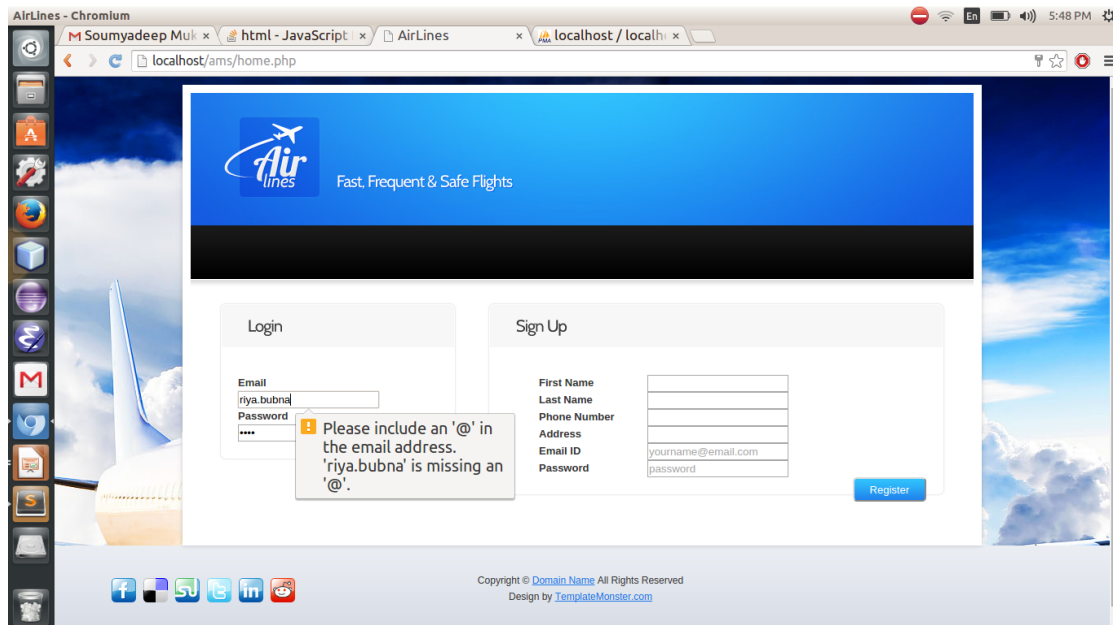 AirLines - Chromium
En
5:48 PM
Soumyadeep Muk
html - JavaScript
AirLines
localhost / localh
localhost/ams/home.php
Air
lines
Fast, Frequent & Safe Flights
Login
Sign Up
Email
riya.bubna
Password
Please include an '@' in
the email address.
'riya.bubna' is missing an
'@'.
First Name
Last Name
Phone Number
Address
Email ID
yourname@email.com
Password
password
Register
Copyright © Domain Name All Rights Reserved
Design by TemplateMonster.com